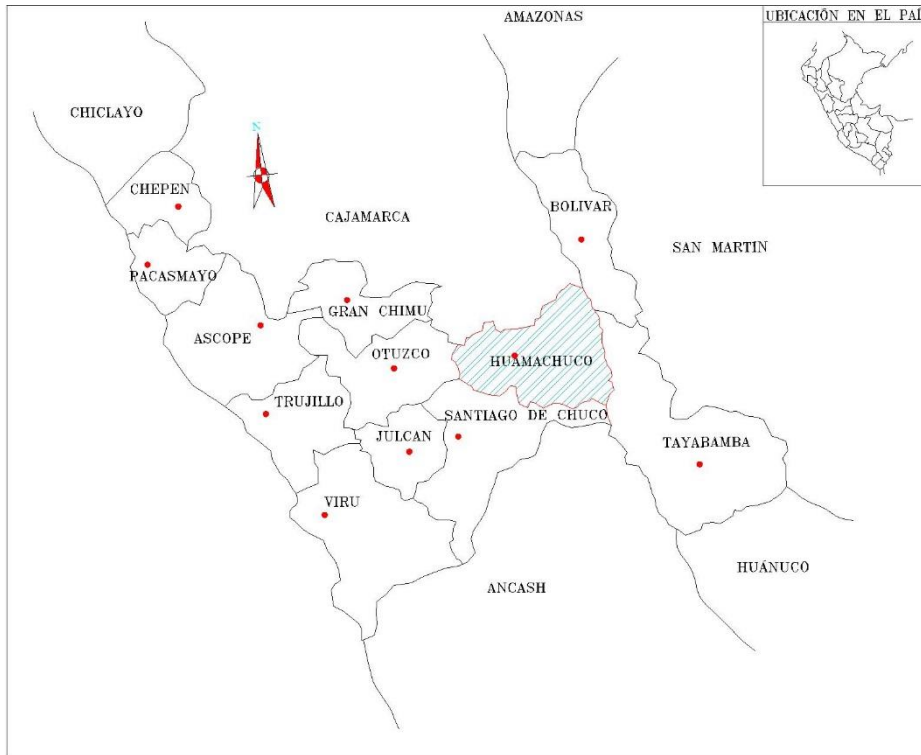 AMAZONAS
UBICACIÓN EN EL PAÍ
CHICLAYO
N
CHEPEN
BOLIVAR
CAJAMARCA
SAN MARTIN
PACASMAYO
GRAN CHIMU
ASCOPE
OTUZCO
HUAMACHUCO
TRUJILLO
SANTIAGO DE CHUCO
JULCAN
TAYABAMBA
VIRU
HUÁNUCO
ANCASH